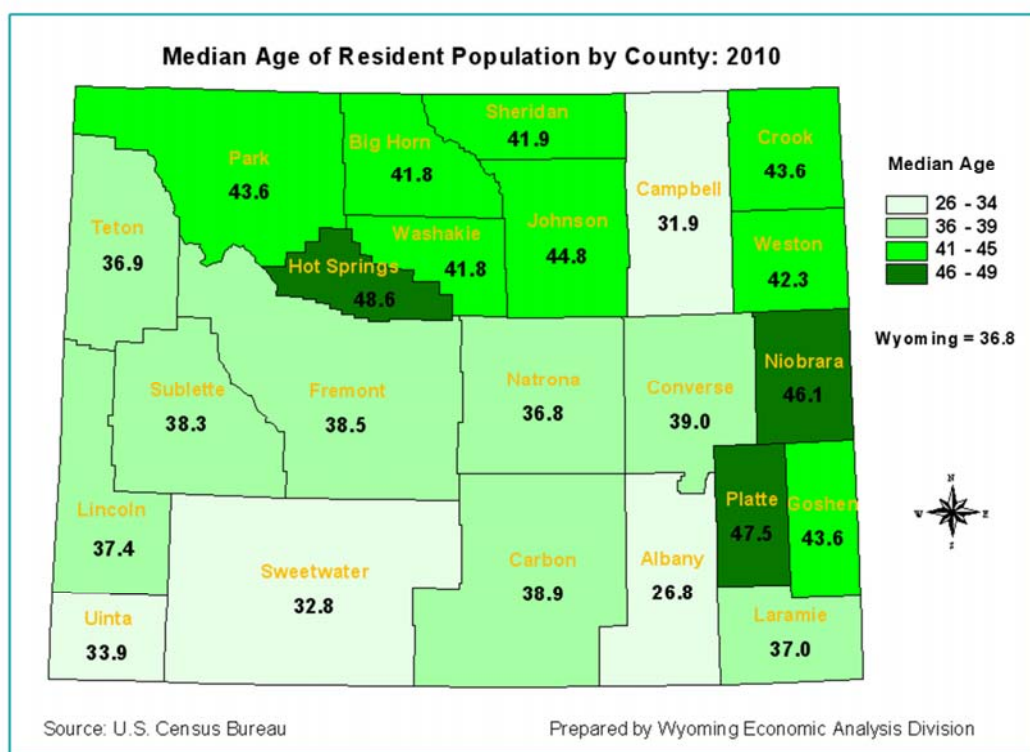 Median Age of Resident Population by County: 2010
Sheridan
41.9
Big Horn
41.8
Park
43.6
Crook
43.6
Campbell
31.9
Teton
36.9
Washakie
41.8
Johnson
44.8
Weston
42.3
Hot Springs
48.6
Niobrara
46.1
Sublette
38.3
Fremont
38.5
Natrona
36.8
Converse
39.0
Lincoln
37.4
Platte
47.5
Goshen
43.6
Sweetwater
32.8
Carbon
38.9
Albany
26.8
Uinta
33.9
Laramie
37.0
Median Age
26 - 34
36 - 39
41 - 45
46 - 49
Wyoming = 36.8
N
W E
S
Source: U.S. Census Bureau
Prepared by Wyoming Economic Analysis Division